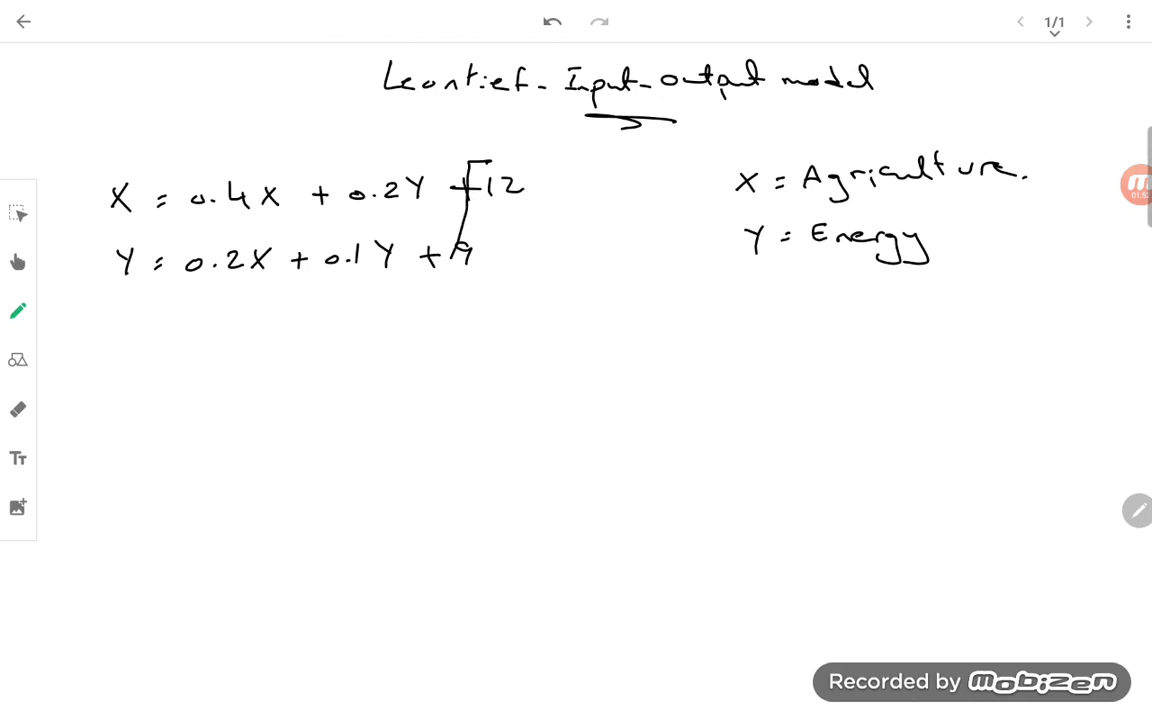 1/1
Leontief - Input-output model
X = 0.4X + 0.2Y + 12
Y = 0.2X + 0.1Y + 9
X = Agriculture.
Y = Energy
TT
Recorded by mobizen